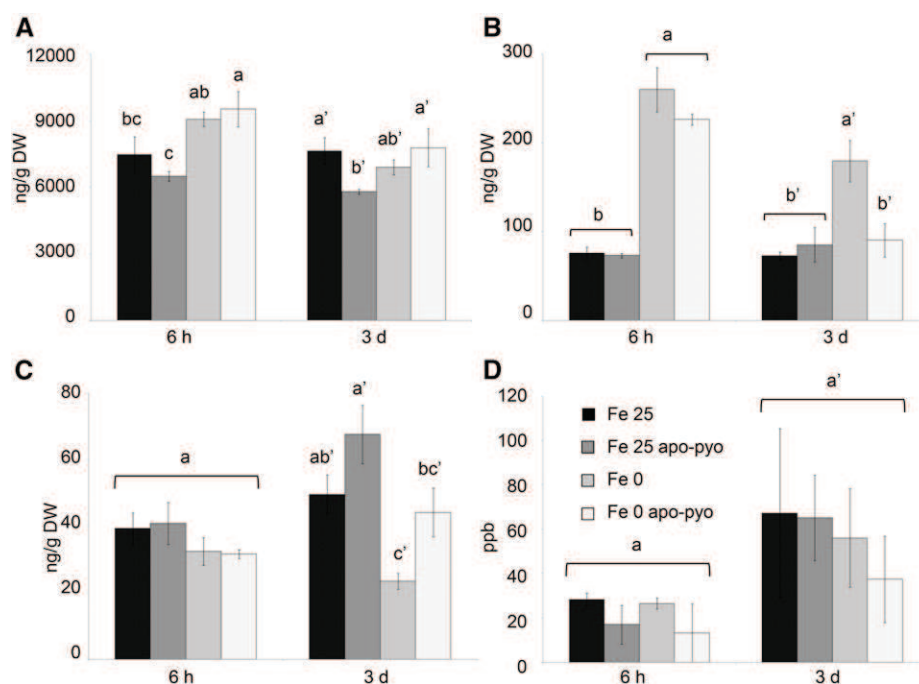 A
12000
9000
6000
3000
0
ng/g DW
bc
c
ab
a
a'
b'
ab'
a'
6 h
3 d
B
300
200
100
0
ng/g DW
b
a
b'
a'
b'
6 h
3 d
C
80
60
40
20
0
ng/g DW
a
ab'
a'
c'
bc'
6 h
3 d
D
120
100
80
60
40
20
0
ppb
Fe 25
Fe 25 apo-pyo
Fe 0
Fe 0 apo-pyo
a
a'
6 h
3 d